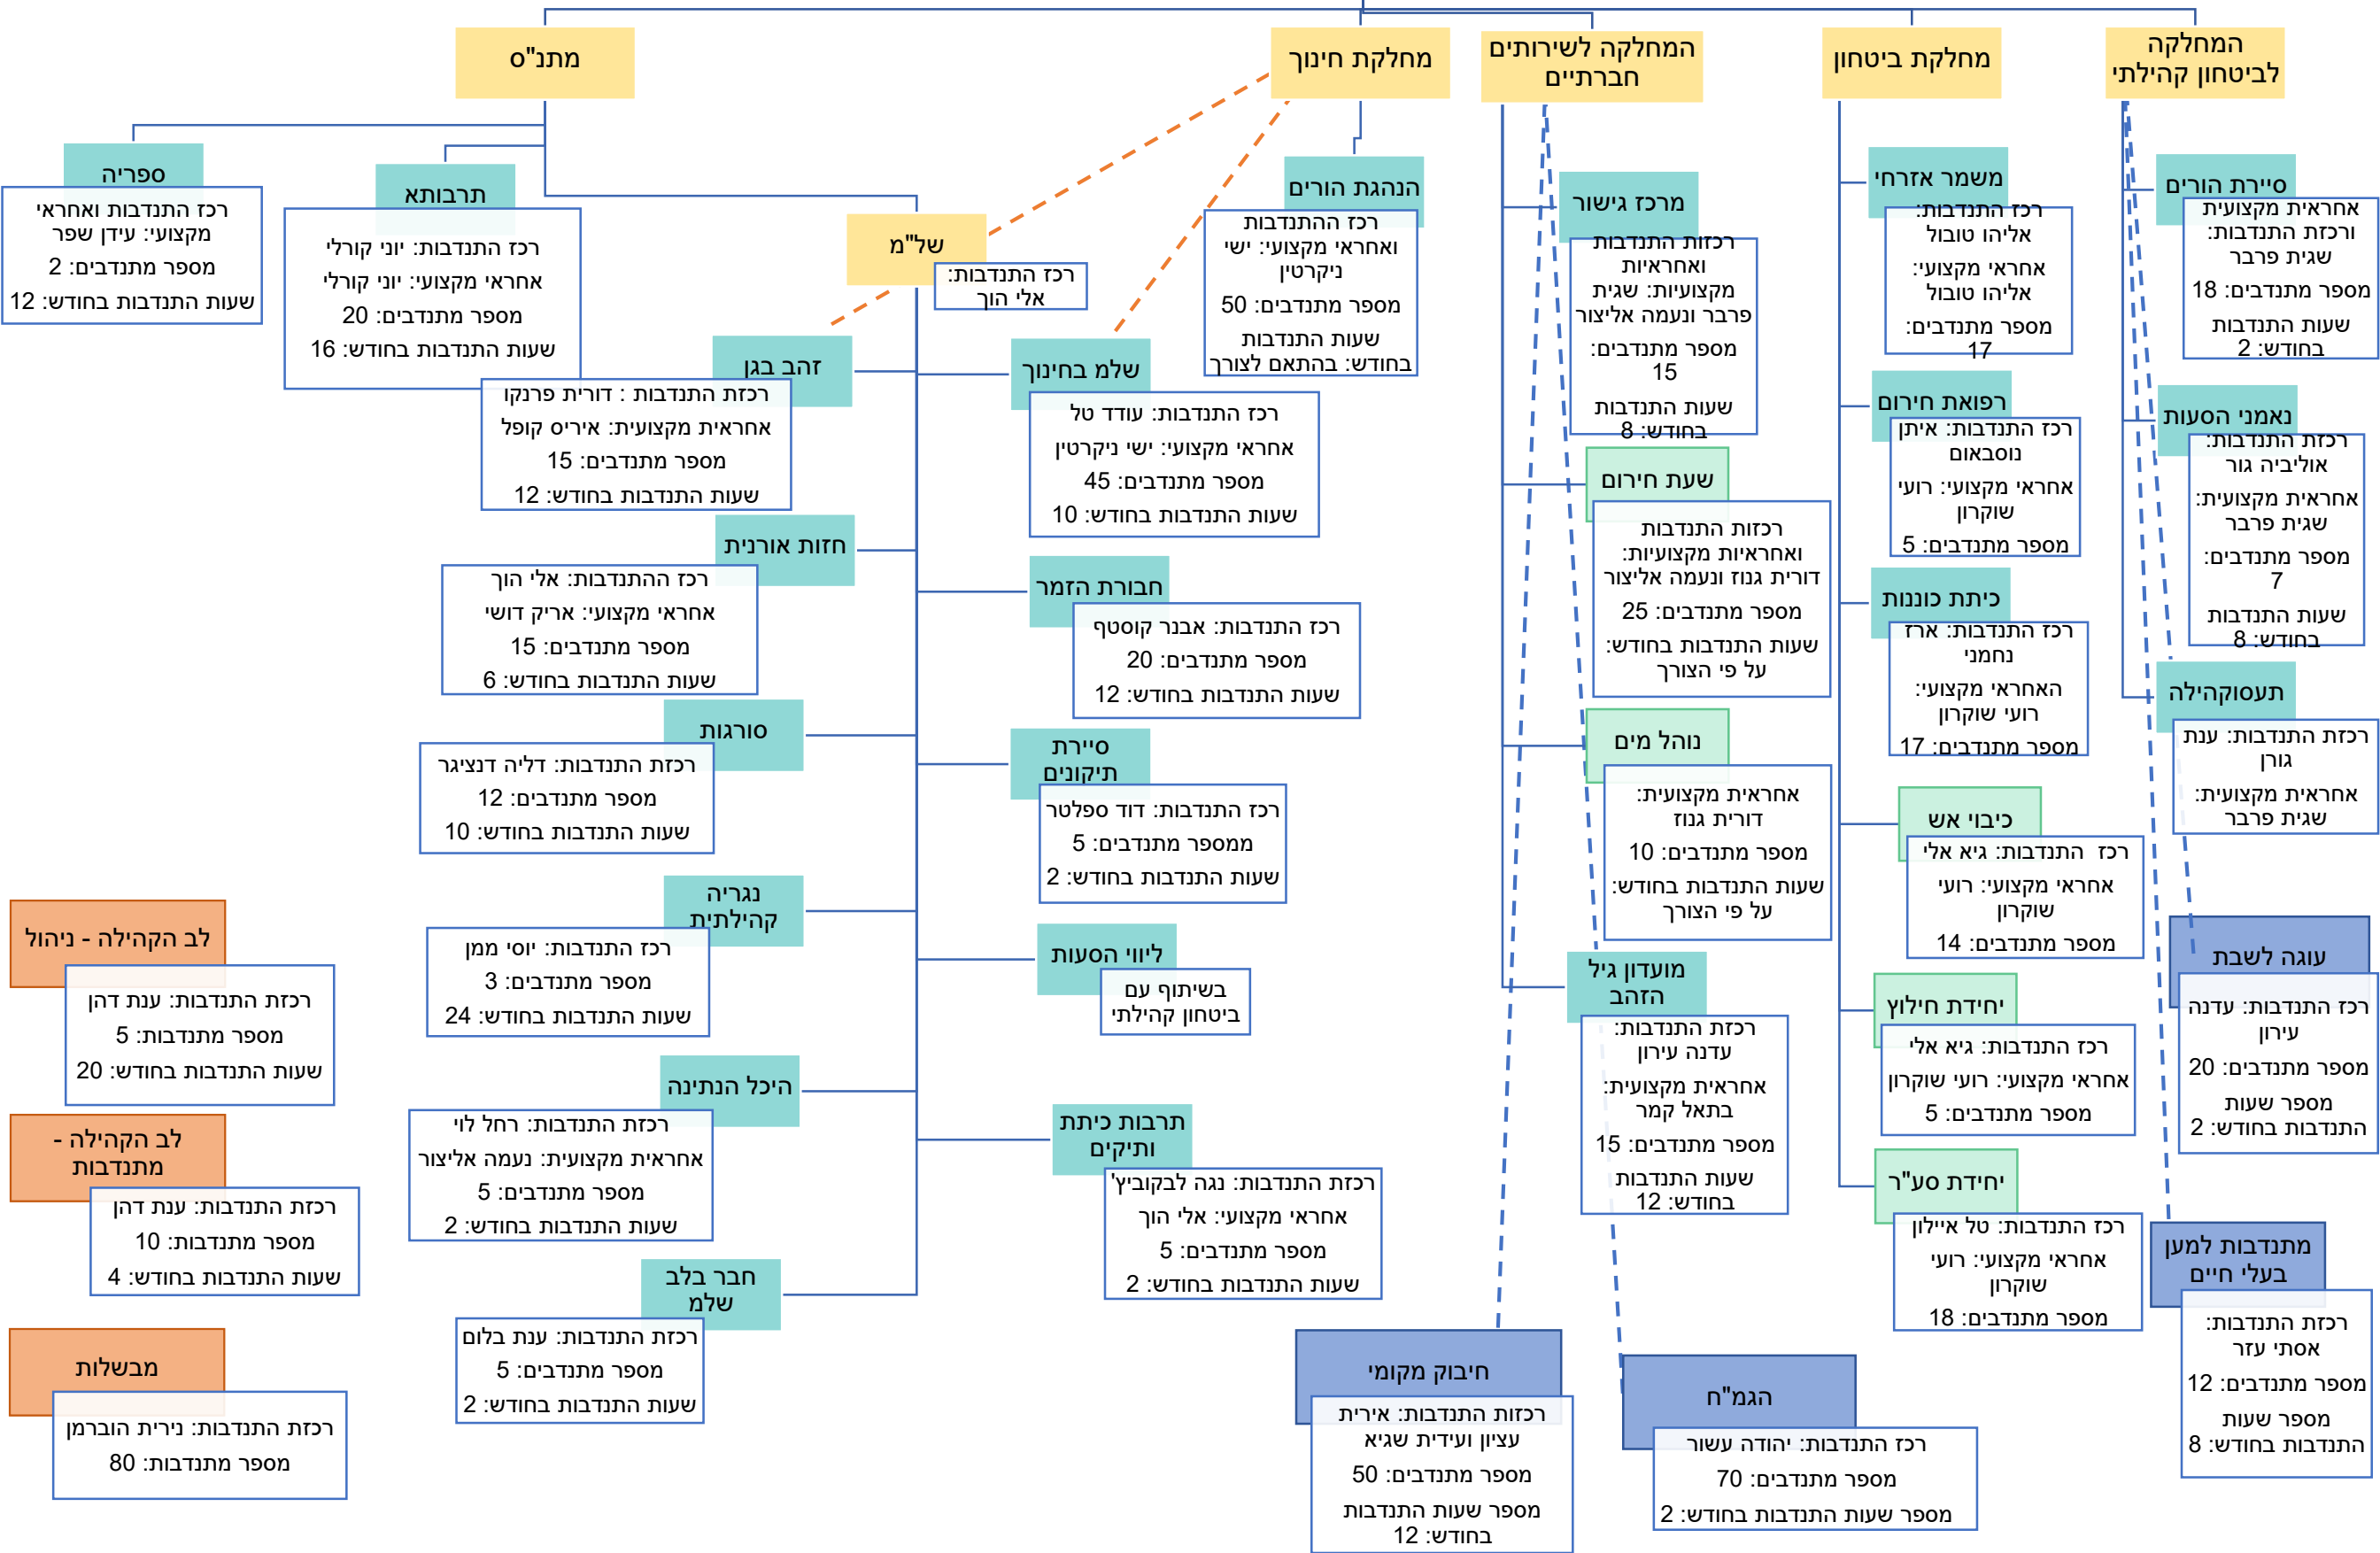 המחלקה
לביטחון קהילתי
מחלקת ביטחון
המחלקה לשירותים
חברתיים
מחלקת חינוך
מתנ"ס
סיירת הורים
אחראית מקצועית
ורכזת התנדבות:
שגית פרבר
מספר מתנדבים: 18
שעות התנדבות
בחודש: 2
נאמני הסעות
רכזת התנדבות:
אוליביה גור
אחראית מקצועית:
שגית פרבר
מספר מתנדבים:
7
שעות התנדבות
בחודש: 8
תעסוקהילה
רכזת התנדבות: ענת
גורן
אחראית מקצועית:
שגית פרבר
עוגה לשבת
רכז התנדבות: עדנה
עירון
מספר מתנדבים: 20
מספר שעות
התנדבות בחודש: 2
מתנדבות למען
בעלי חיים
רכזת התנדבות:
אסתי עזר
מספר מתנדבים: 12
מספר שעות
התנדבות בחודש: 8
משמר אזרחי
רכז התנדבות:
אליהו טובול
אחראי מקצועי:
אליהו טובול
מספר מתנדבים:
17
רפואת חירום
רכז התנדבות: איתן
נוסבאום
אחראי מקצועי: רועי
שוקרון
מספר מתנדבים: 5
כיתת כוננות
רכז התנדבות: ארז
נחמני
האחראי מקצועי:
רועי שוקרון
מספר מתנדבים: 17
כיבוי אש
רכז  התנדבות: גיא אלי
אחראי מקצועי: רועי
שוקרון
מספר מתנדבים: 14
יחידת חילוץ
רכז התנדבות: גיא אלי
אחראי מקצועי: רועי שוקרון
מספר מתנדבים: 5
יחידת סע"ר
רכז התנדבות: טל איילון
אחראי מקצועי: רועי
שוקרון
מספר מתנדבים: 18
מרכז גישור
רכזות התנדבות
ואחראיות
מקצועיות: שגית
פרבר ונעמה אליצור
מספר מתנדבים:
15
שעות התנדבות
בחודש: 8
שעת חירום
רכזות התנדבות
ואחראיות מקצועיות:
דורית גנוז ונעמה אליצור
מספר מתנדבים: 25
שעות התנדבות בחודש:
על פי הצורך
נוהל מים
אחראית מקצועית:
דורית גנוז
מספר מתנדבים: 10
שעות התנדבות בחודש:
על פי הצורך
מועדון גיל
הזהב
רכזת התנדבות:
עדנה עירון
אחראית מקצועית:
בתאל קמר
מספר מתנדבים: 15
שעות התנדבות
בחודש: 12
הגמ"ח
רכז התנדבות: יהודה עשור
מספר מתנדבים: 70
מספר שעות התנדבות בחודש: 2
חיבוק מקומי
רכזות התנדבות: אירית
עציון ועידית שגיא
מספר מתנדבים: 50
מספר שעות התנדבות
בחודש: 12
הנהגת הורים
רכז ההתנדבות
ואחראי מקצועי: ישי
ניקרטין
מספר מתנדבים: 50
שעות התנדבות
בחודש: בהתאם לצורך
של"מ
רכז התנדבות:
אלי הוך
שלמ בחינוך
רכז התנדבות: עודד טל
אחראי מקצועי: ישי ניקרטין
מספר מתנדבים: 45
שעות התנדבות בחודש: 10
חבורת הזמר
רכז התנדבות: אבנר קוסטף
מספר מתנדבים: 20
שעות התנדבות בחודש: 12
סיירת
תיקונים
רכז התנדבות: דוד ספלטר
ממספר מתנדבים: 5
שעות התנדבות בחודש: 2
ליווי הסעות
בשיתוף עם
ביטחון קהילתי
תרבות כיתת
ותיקים
רכזת התנדבות: נגה לבקוביץ'
אחראי מקצועי: אלי הוך
מספר מתנדבים: 5
שעות התנדבות בחודש: 2
זהב בגן
רכזת התנדבות : דורית פרנקו
אחראית מקצועית: איריס קופל
מספר מתנדבים: 15
שעות התנדבות בחודש: 12
חזות אורנית
רכז ההתנדבות: אלי הוך
אחראי מקצועי: אריק דושי
מספר מתנדבים: 15
שעות התנדבות בחודש: 6
סורגות
רכזת התנדבות: דליה דנציגר
מספר מתנדבים: 12
שעות התנדבות בחודש: 10
נגריה
קהילתית
רכז התנדבות: יוסי ממן
מספר מתנדבים: 3
שעות התנדבות בחודש: 24
היכל הנתינה
רכזת התנדבות: רחל לוי
אחראית מקצועית: נעמה אליצור
מספר מתנדבים: 5
שעות התנדבות בחודש: 2
חבר בלב
שלמ
רכזת התנדבות: ענת בלום
מספר מתנדבים: 5
שעות התנדבות בחודש: 2
תרבותא
רכז התנדבות: יוני קורלי
אחראי מקצועי: יוני קורלי
מספר מתנדבים: 20
שעות התנדבות בחודש: 16
ספריה
רכז התנדבות ואחראי
מקצועי: עידן שפר
מספר מתנדבים: 2
שעות התנדבות בחודש: 12
לב הקהילה - ניהול
רכזת התנדבות: ענת דהן
מספר מתנדבות: 5
שעות התנדבות בחודש: 20
לב הקהילה -
מתנדבות
רכזת התנדבות: ענת דהן
מספר מתנדבות: 10
שעות התנדבות בחודש: 4
מבשלות
רכזת התנדבות: נירית הוברמן
מספר מתנדבות: 80